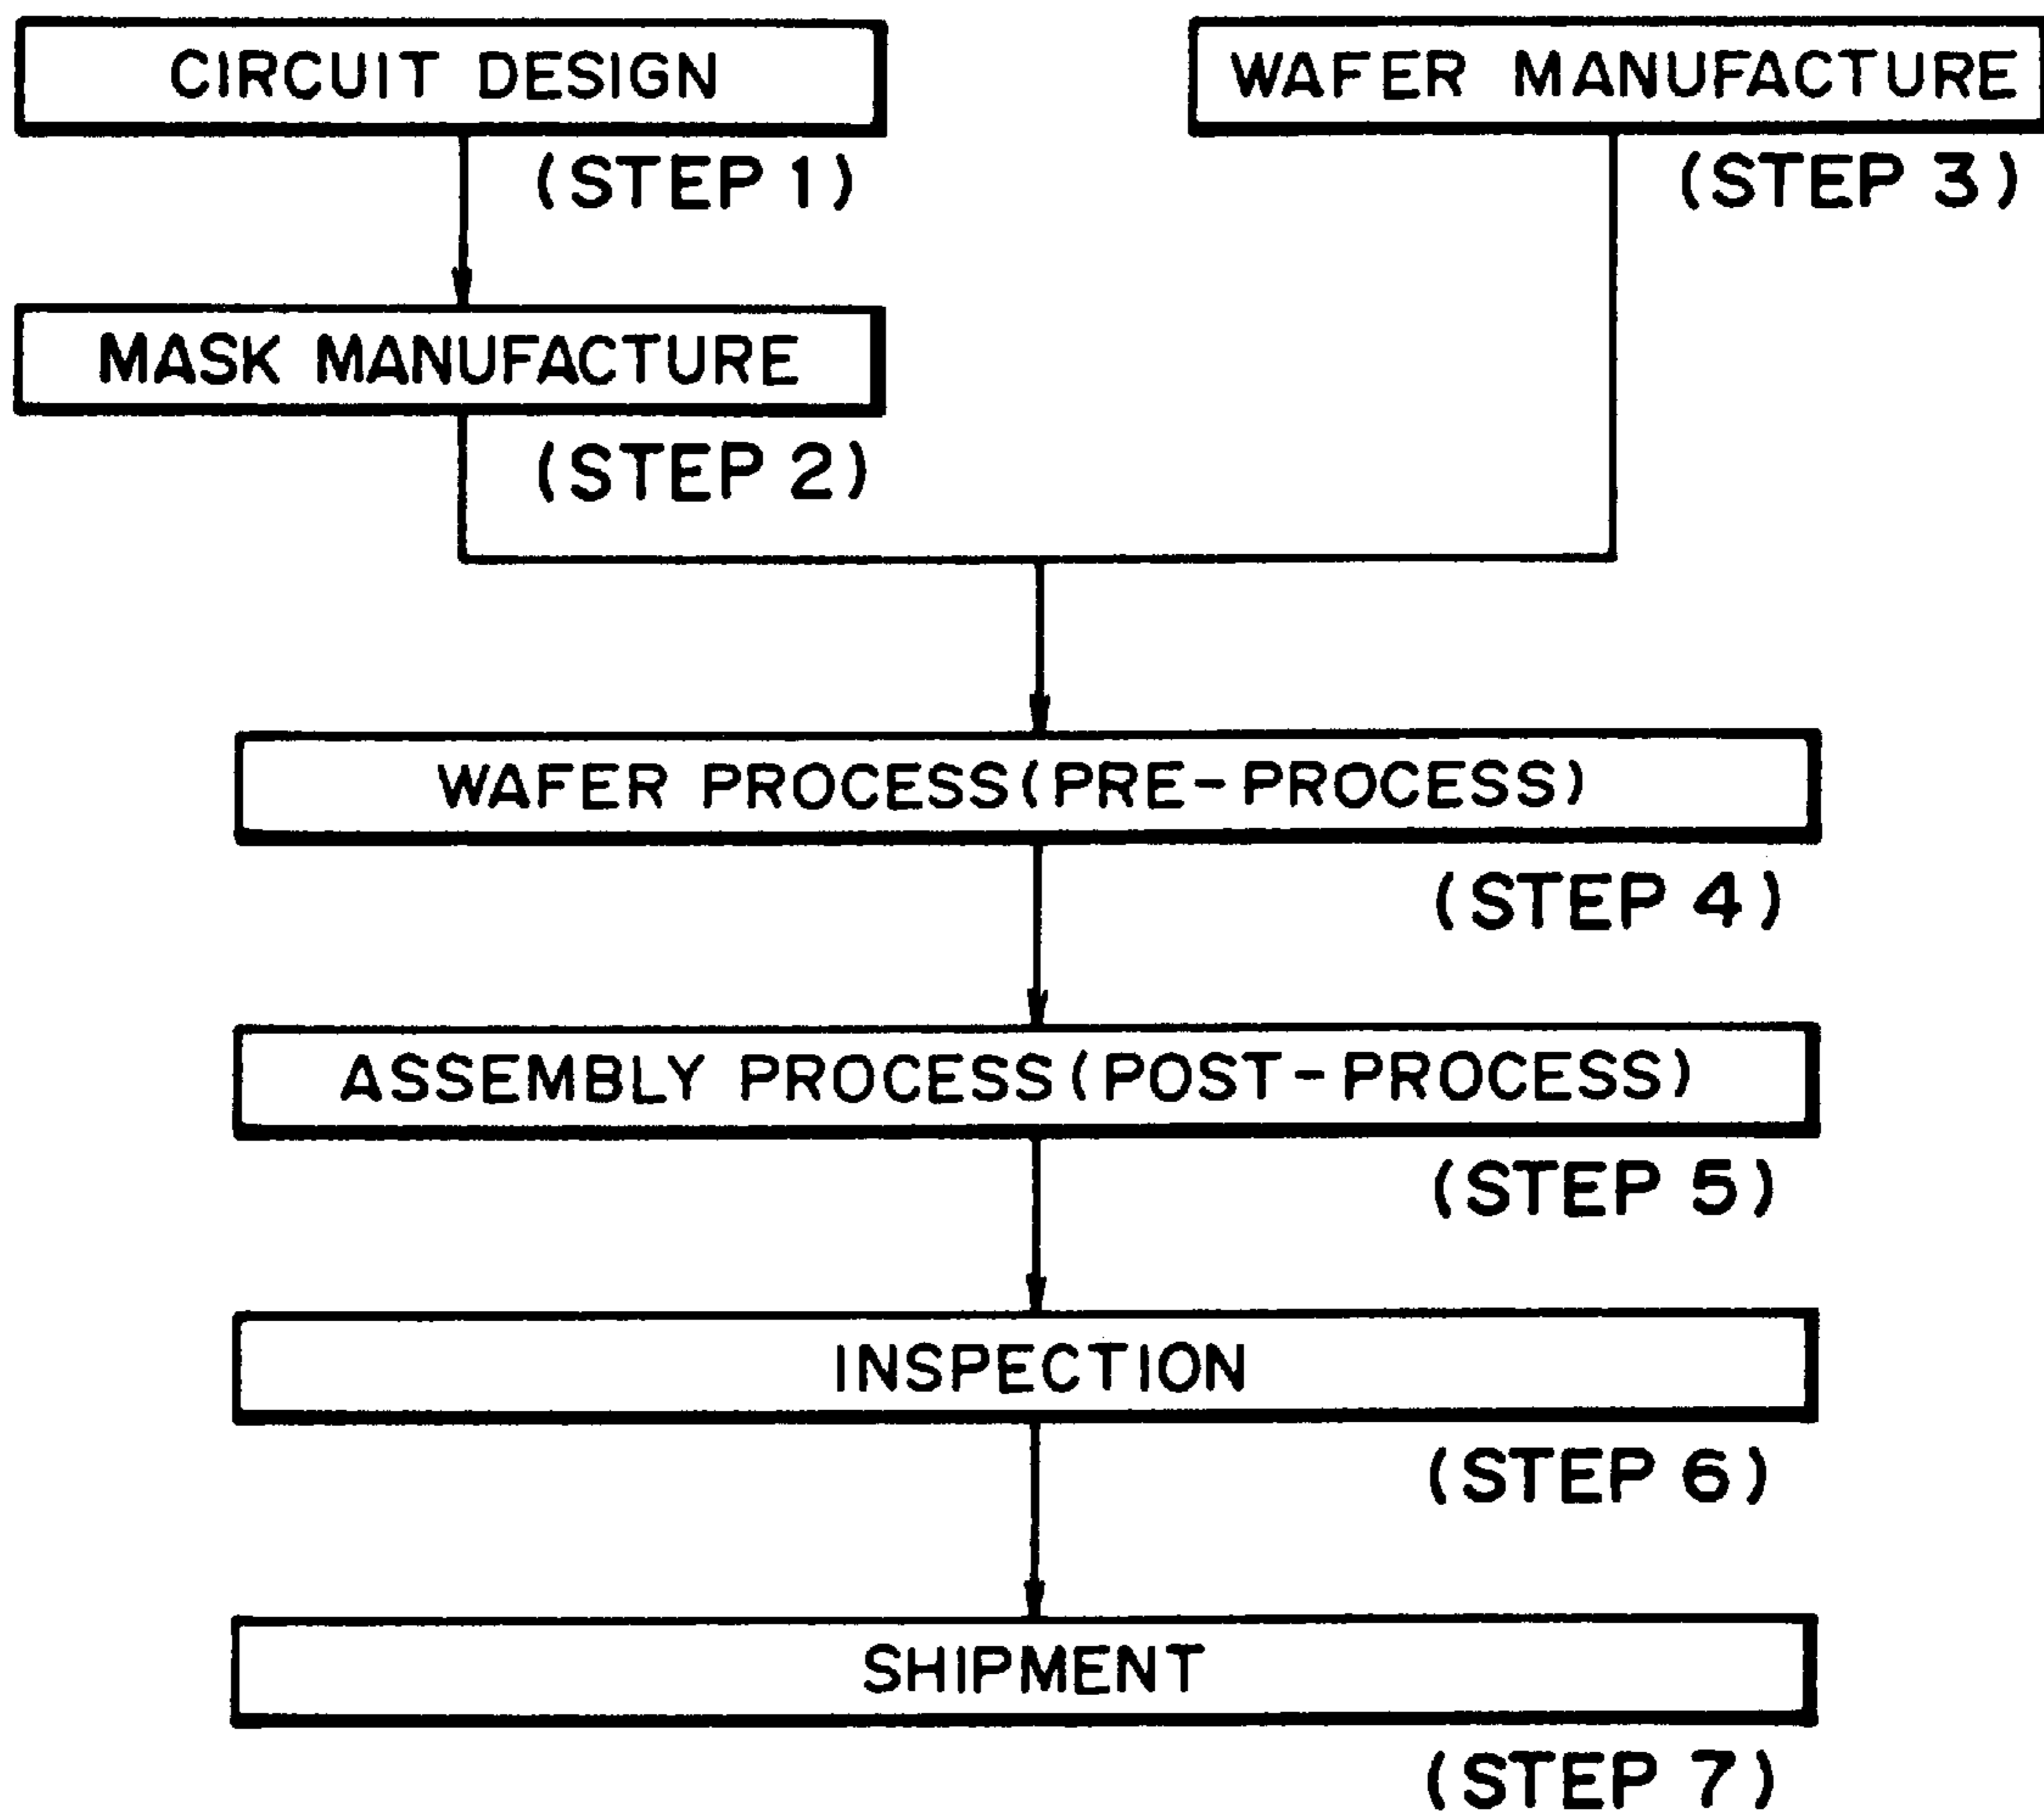 CIRCUIT DESIGN
(STEP 1)
MASK MANUFACTURE
(STEP 2)
WAFER MANUFACTURE
(STEP 3)
WAFER PROCESS(PRE-PROCESS)
(STEP 4)
ASSEMBLY PROCESS(POST-PROCESS)
(STEP 5)
INSPECTION
(STEP 6)
SHIPMENT
(STEP 7)